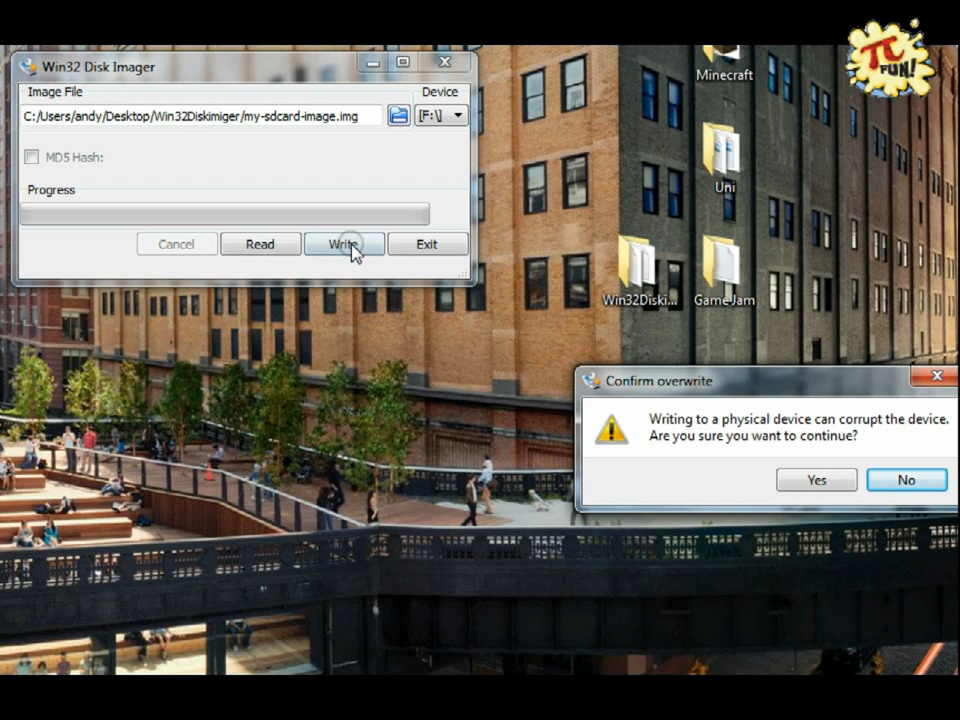 Win32 Disk Imager
Image File
Device
C:/Users/andy/Desktop/Win32Diskimiger/my-sdcard-image.img
[F:\]
MD5 Hash:
Progress
Cancel
Read
Write
Exit
Minecraft
Uni
Win32Diski...
GameJam
FUN!
Confirm overwrite
Writing to a physical device can corrupt the device.
Are you sure you want to continue?
Yes
No